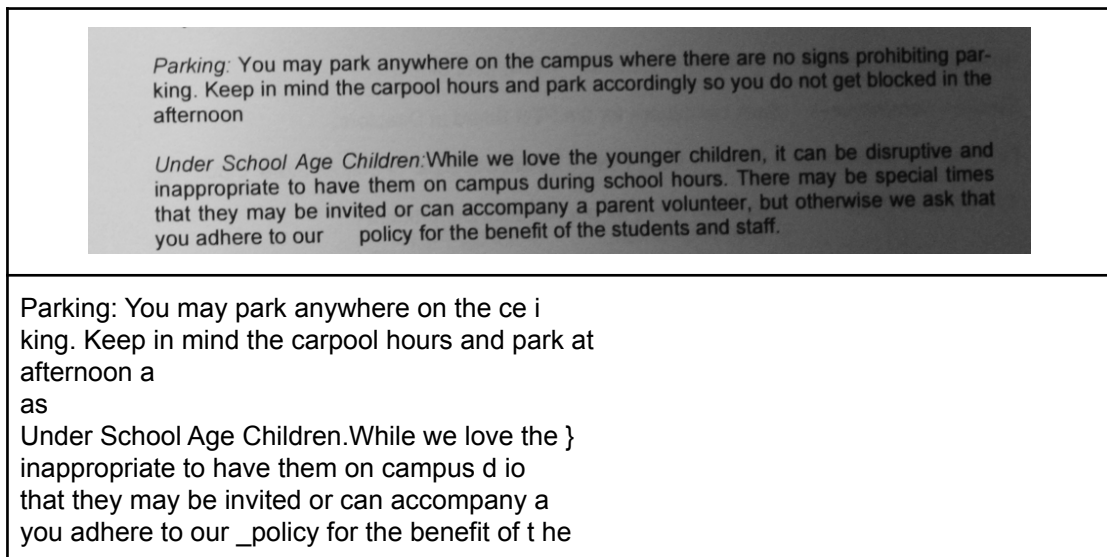 Parking: You may park anywhere on the campus where there are no signs prohibiting par-
king. Keep in mind the carpool hours and park accordingly so you do not get blocked in the
afternoon
Under School Age Children:While we love the younger children, it can be disruptive and
inappropriate to have them on campus during school hours. There may be special times
that they may be invited or can accompany a parent volunteer, but otherwise we ask that
you adhere to our policy for the benefit of the students and staff.
Parking: You may park anywhere on the ce i
king. Keep in mind the carpool hours and park at
afternoon a
as
Under School Age Children.While we love the }
inappropriate to have them on campus d io
that they may be invited or can accompany a
you adhere to our _policy for the benefit of t he